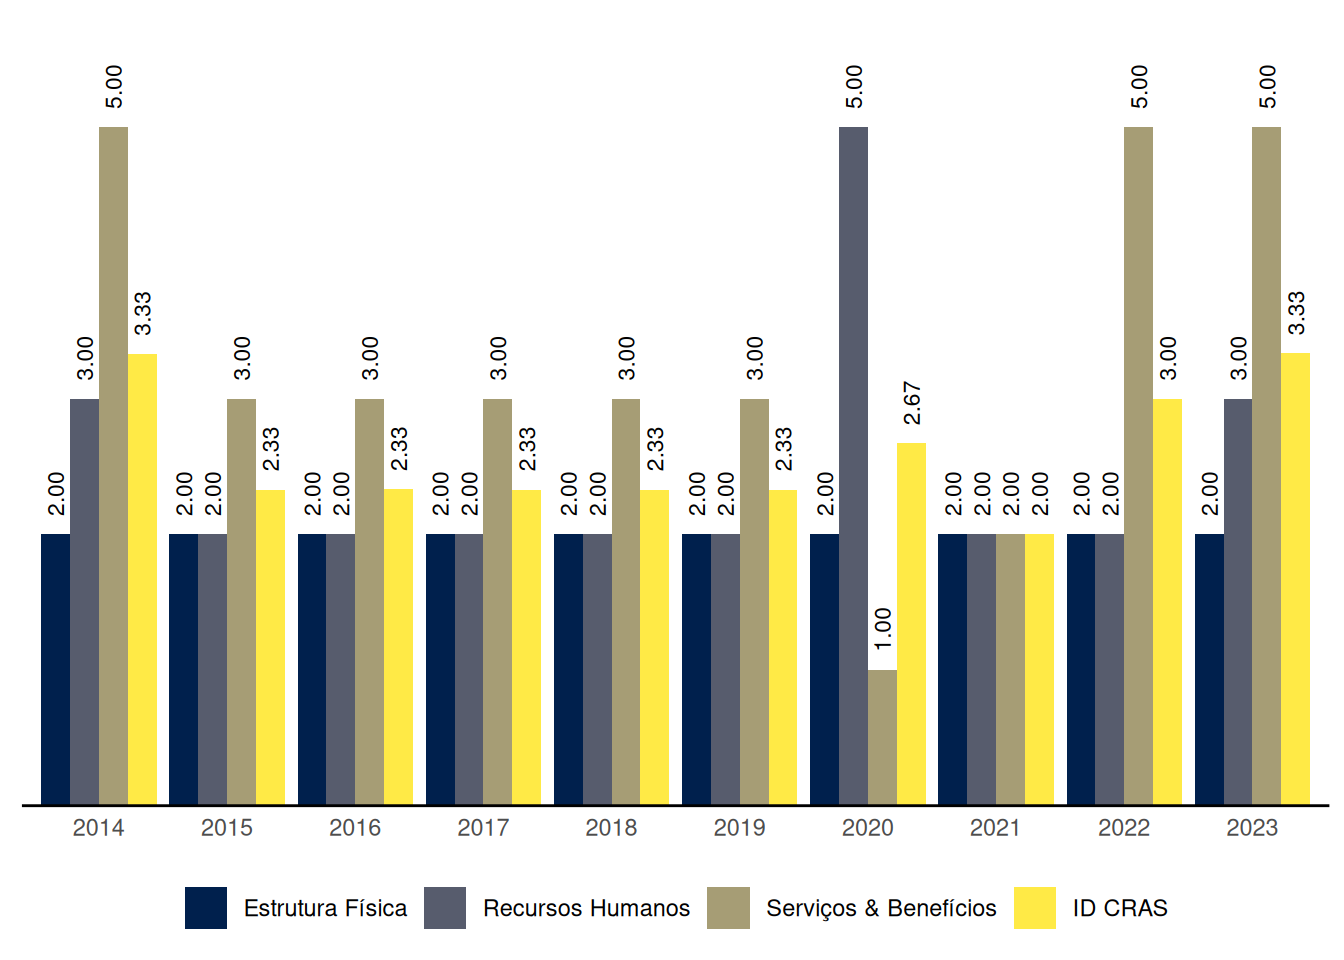 5.00 5.00 5.00 5.00
3.33 3.33
3.00 3.00 3.00 3.00 3.00 3.00 3.00 3.00
2.67
2.33 2.33 2.33 2.33 2.33
2.00 2.00 2.00 2.00 2.00 2.00 2.00 2.00 2.00 2.00 2.00 2.00 2.00 2.00 2.00 2.00 2.00 2.00 2.00
1.00
2014 2015 2016 2017 2018 2019 2020 2021 2022 2023
Estrutura Física Recursos Humanos Serviços & Benefícios ID CRAS